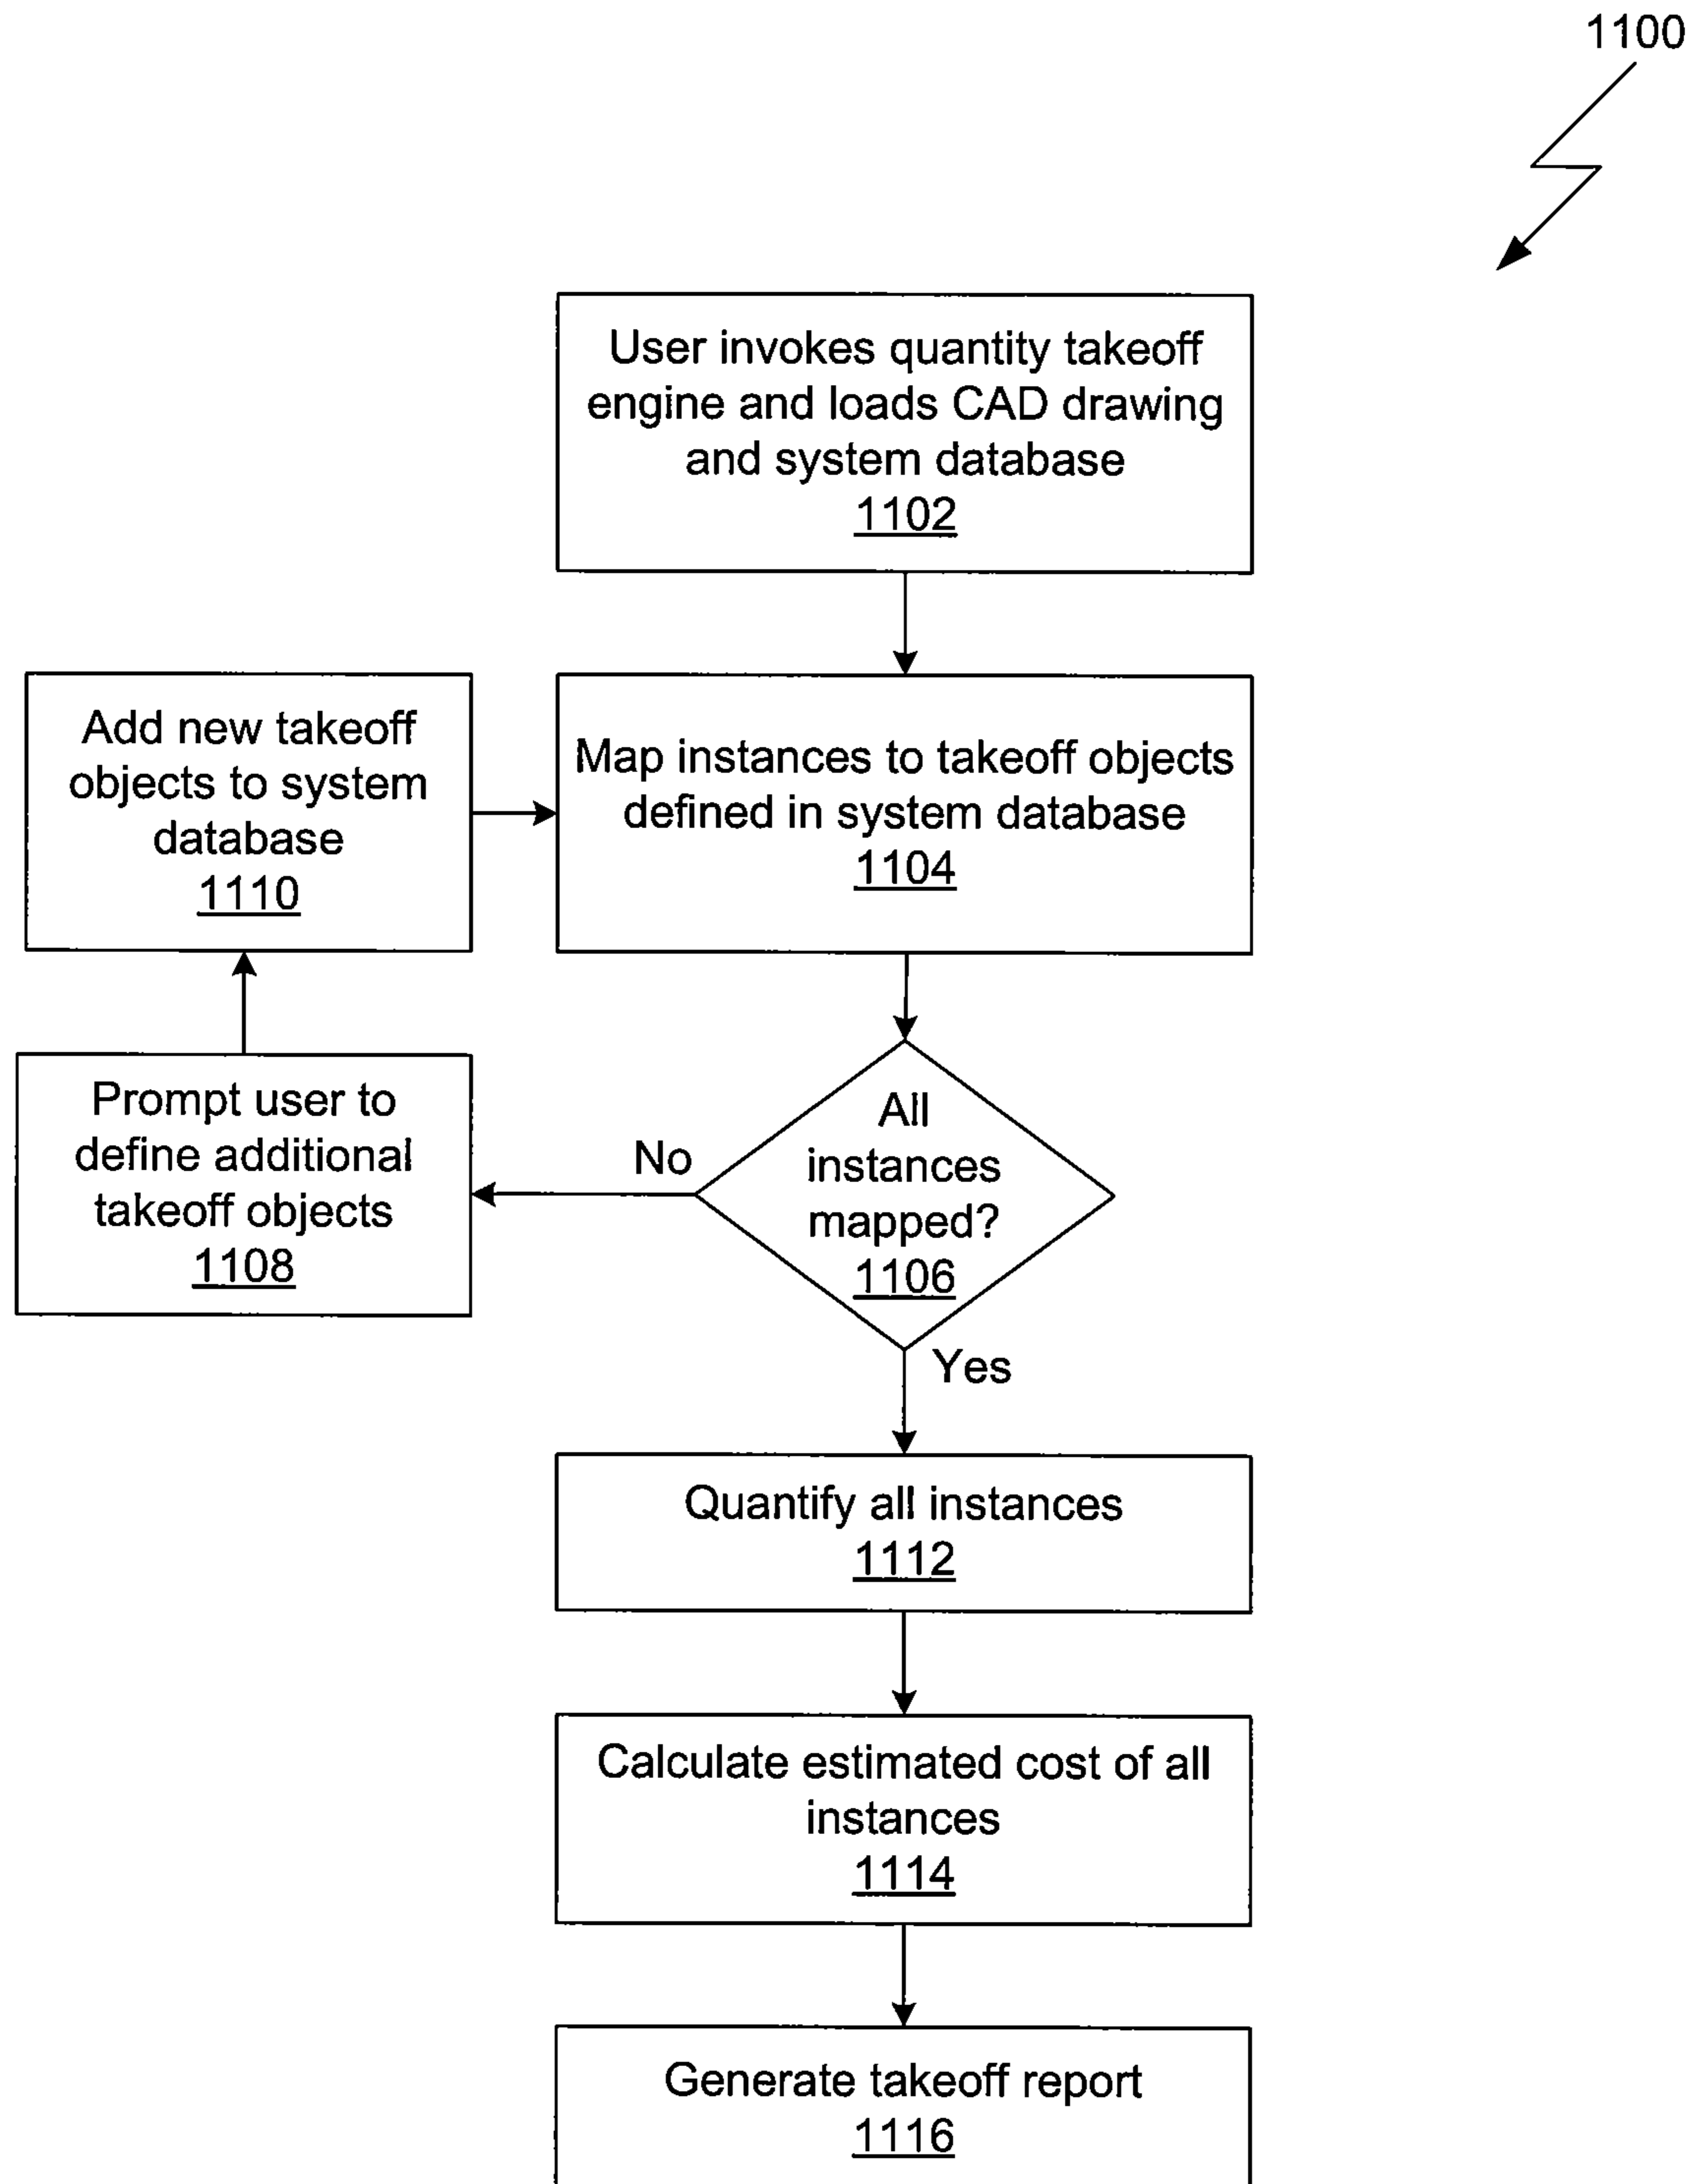 1100
User invokes quantity takeoff
engine and loads CAD drawing
and system database
1102
Add new takeoff
objects to system
database
1110
Map instances to takeoff objects
defined in system database
1104
Prompt user to
define additional
takeoff objects
1108
No
All
instances
mapped?
1106
Yes
Quantify all instances
1112
Calculate estimated cost of all
instances
1114
Generate takeoff report
1116